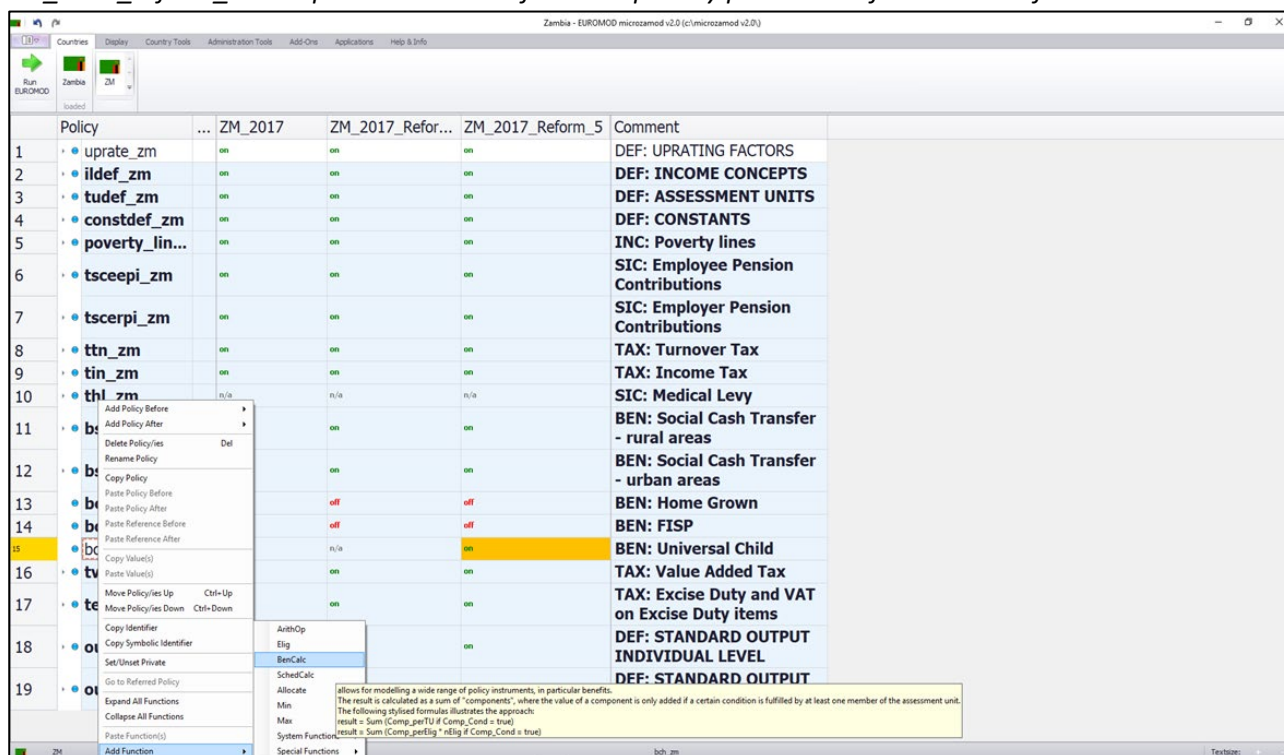 Zambia - EUROMOD microzamod v2.0 (c:\microzamod v2.0\)
Countries Display Country Tools Administration Tools Add-Ons Applications Help & Info
Run EUROMOD
Zambia
ZM
loaded
Policy ... ZM_2017 ZM_2017_Refor... ZM_2017_Reform_5 Comment
1 uprate_zm on on on DEF: UPRATING FACTORS
2 ildef_zm on on on DEF: INCOME CONCEPTS
3 tudef_zm on on on DEF: ASSESSMENT UNITS
4 constdef_zm on on on DEF: CONSTANTS
5 poverty_lin... on on on INC: Poverty lines
6 tsceepi_zm on on on SIC: Employee Pension
Contributions
7 tscerpi_zm on on on SIC: Employer Pension
Contributions
8 ttn_zm on on on TAX: Turnover Tax
9 tin_zm on on on TAX: Income Tax
10 thl_zm n/a n/a n/a SIC: Medical Levy
11 on on BEN: Social Cash Transfer
- rural areas
12 on on BEN: Social Cash Transfer
- urban areas
13 off off BEN: Home Grown
14 off off BEN: FISP
15 n/a on BEN: Universal Child
16 on on TAX: Value Added Tax
17 on on TAX: Excise Duty and VAT
on Excise Duty items
18 on DEF: STANDARD OUTPUT
INDIVIDUAL LEVEL
19 DEF: STANDARD OUTPUT
Add Policy Before
Add Policy After
Delete Policy/ies Del
Rename Policy
Copy Policy
Paste Policy Before
Paste Policy After
Paste Reference Before
Paste Reference After
Copy Value(s)
Paste Value(s)
Move Policy/ies Up Ctrl+Up
Move Policy/ies Down Ctrl+Down
Copy Identifier
Copy Symbolic Identifier
Set/Unset Private
Go to Referred Policy
Expand All Functions
Collapse All Functions
Paste Function(s)
Add Function
ArithOp
Elig
BenCalc
SchedCalc
Allocate
Min
Max
System Functions
Special Functions
allows for modelling a wide range of policy instruments, in particular benefits.
The result is calculated as a sum of "components", where the value of a component is only added if a certain condition is fulfilled by at least one member of the assessment unit.
The following stylised formulas illustrates the approach:
result = Sum (Comp_perTU if Comp_Cond = true)
result = Sum (Comp_perElig * nElig if Comp_Cond = true)
ZM bch_zm Textsize: